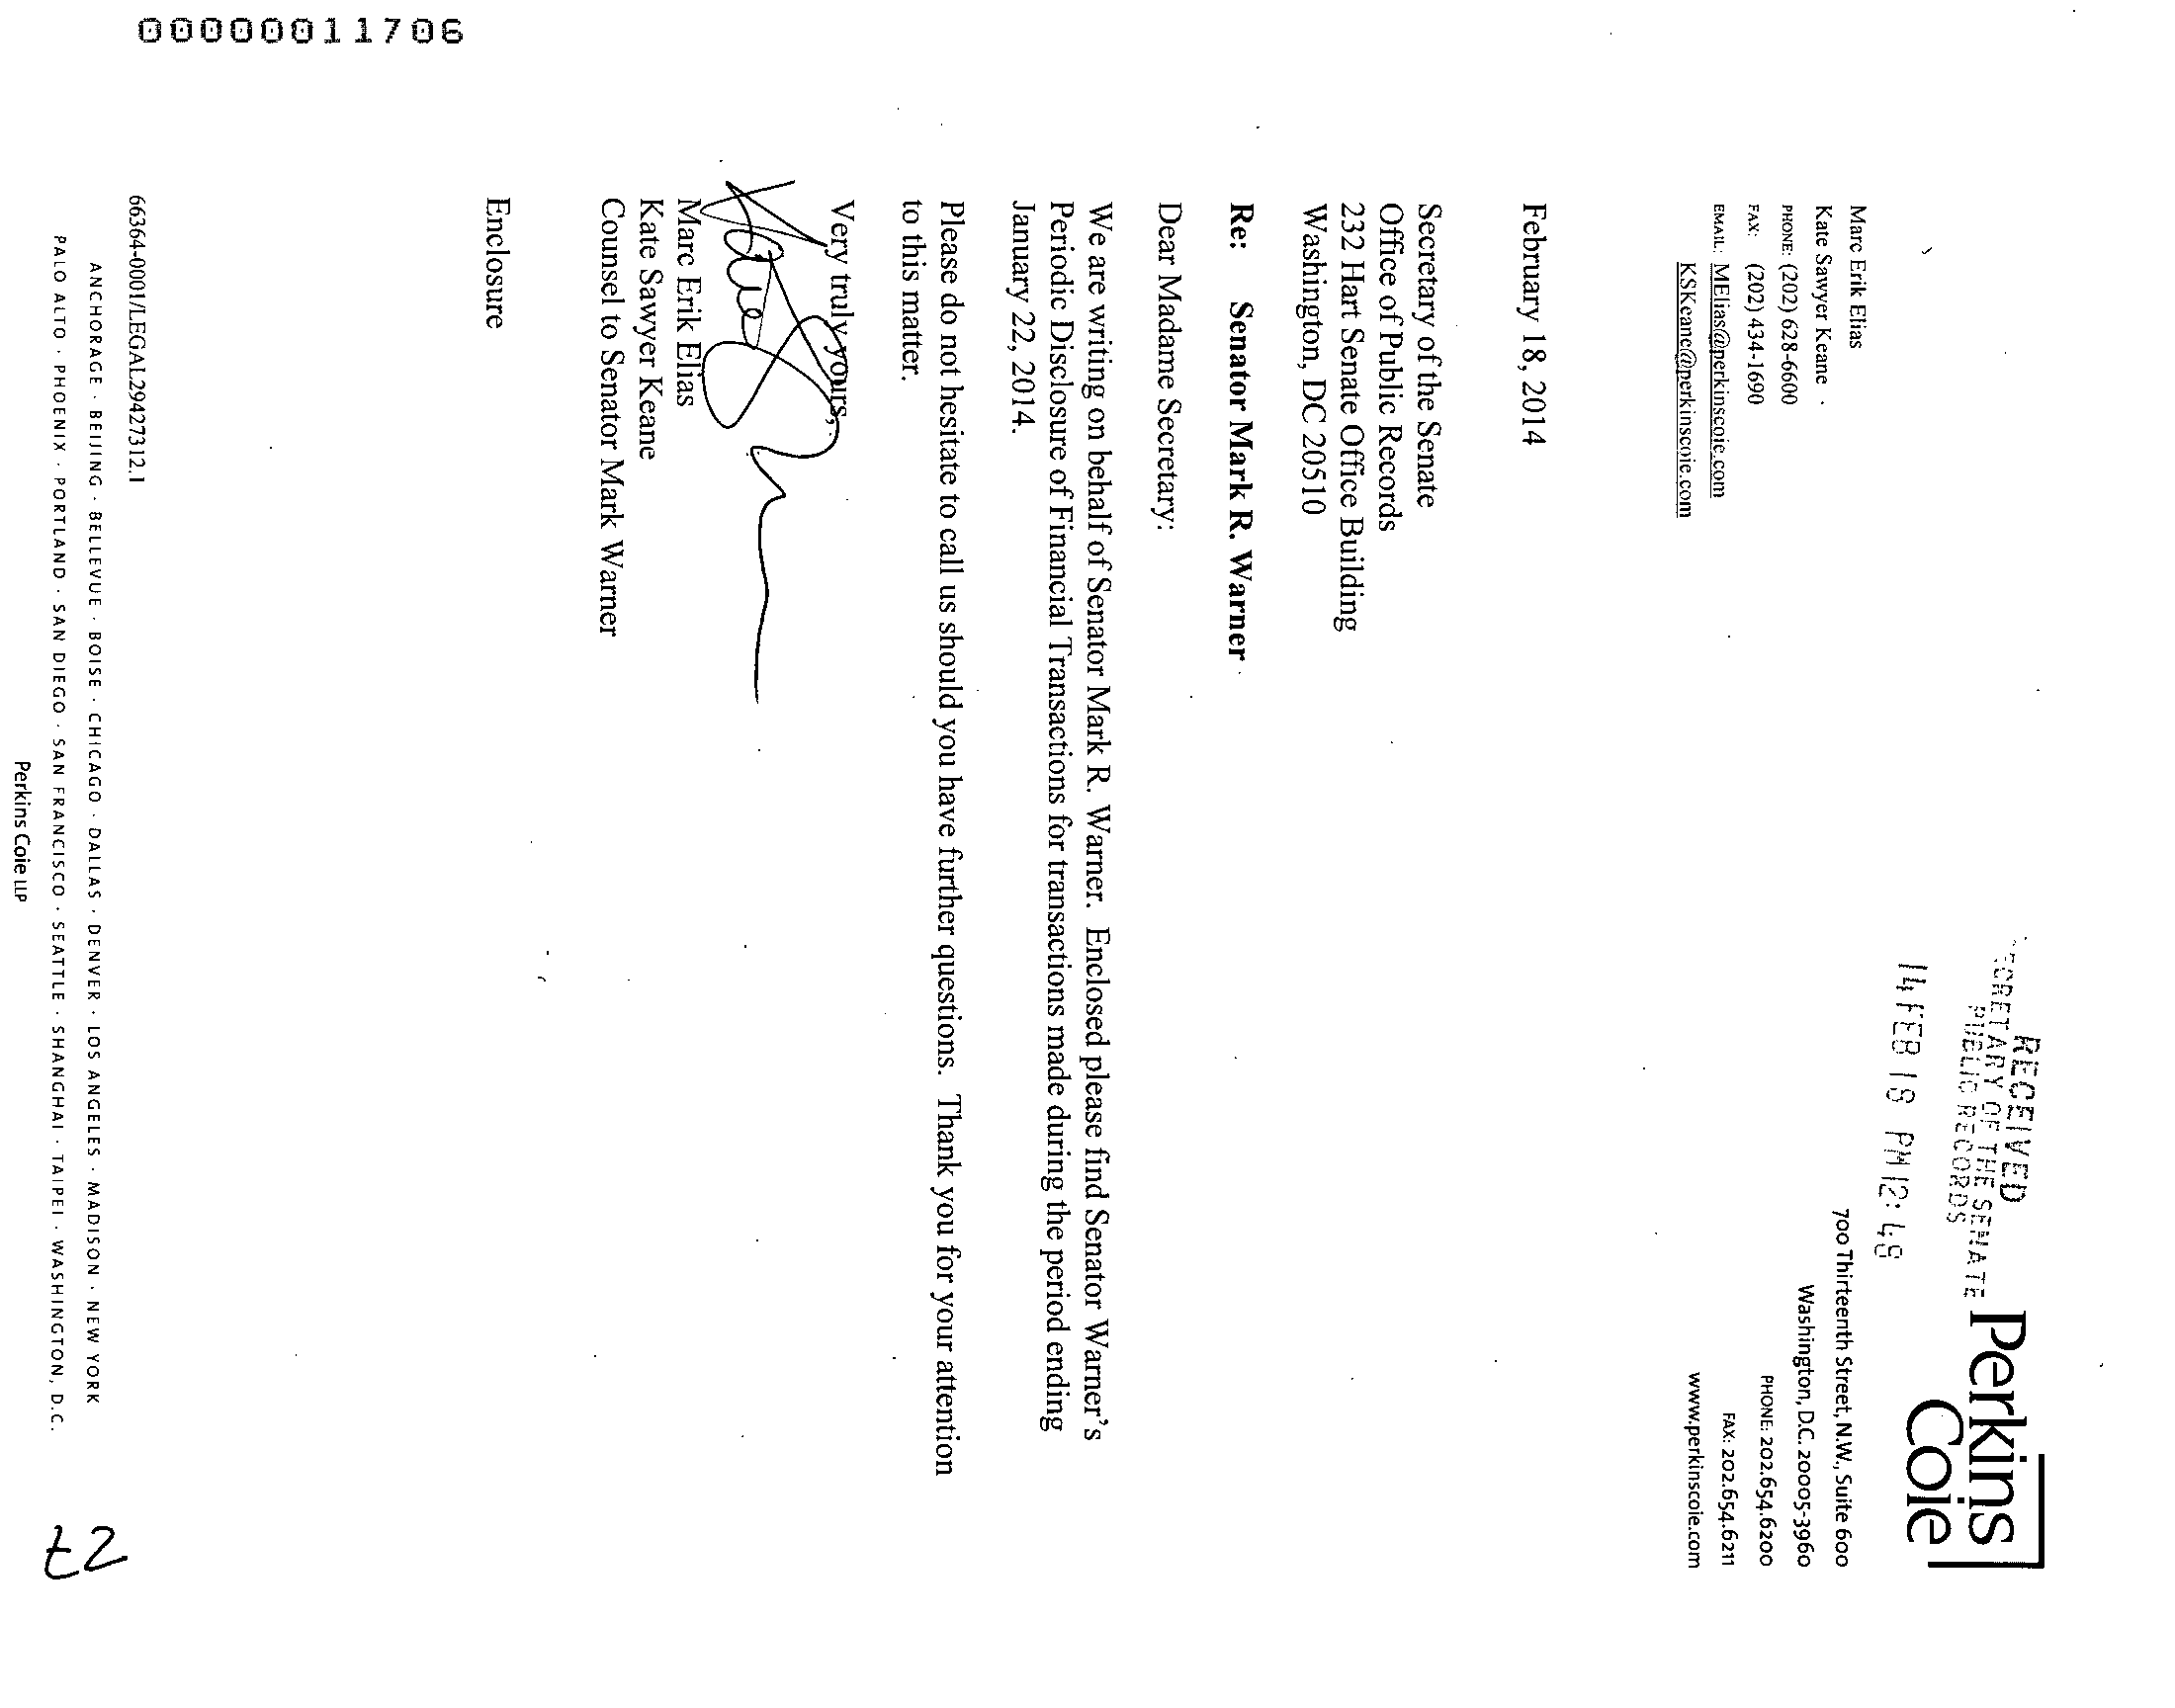 00000011706
RECEIVED
SECRETARY OF THE SENATE
PUBLIC RECORDS
14 FEB 18 PM 12:48
Perkins
Coie
Marc Erik Elias
Kate Sawyer Keane
PHONE: (202) 628-6600
FAX: (202) 434-1690
EMAIL: MElias@perkinscoie.com
KSKeane@perkinscoie.com
700 Thirteenth Street, N.W., Suite 600
Washington, D.C. 20005-3960
PHONE: 202.654.6200
FAX: 202.654.6211
www.perkinscoie.com
February 18, 2014
Secretary of the Senate
Office of Public Records
232 Hart Senate Office Building
Washington, DC 20510
Re: Senator Mark R. Warner
Dear Madame Secretary:
We are writing on behalf of Senator Mark R. Warner. Enclosed please find Senator Warner's
Periodic Disclosure of Financial Transactions for transactions made during the period ending
January 22, 2014.
Please do not hesitate to call us should you have further questions. Thank you for your attention
to this matter.
Very truly yours,
Marc Erik Elias
Kate Sawyer Keane
Counsel to Senator Mark Warner
Enclosure
66364-0001/LEGAL29427312.1
ANCHORAGE · BEIJING · BELLEVUE · BOISE · CHICAGO · DALLAS · DENVER · LOS ANGELES · MADISON · NEW YORK
PALO ALTO · PHOENIX · PORTLAND · SAN DIEGO · SAN FRANCISCO · SEATTLE · SHANGHAI · TAIPEI · WASHINGTON, D.C.
Perkins Coie LLP